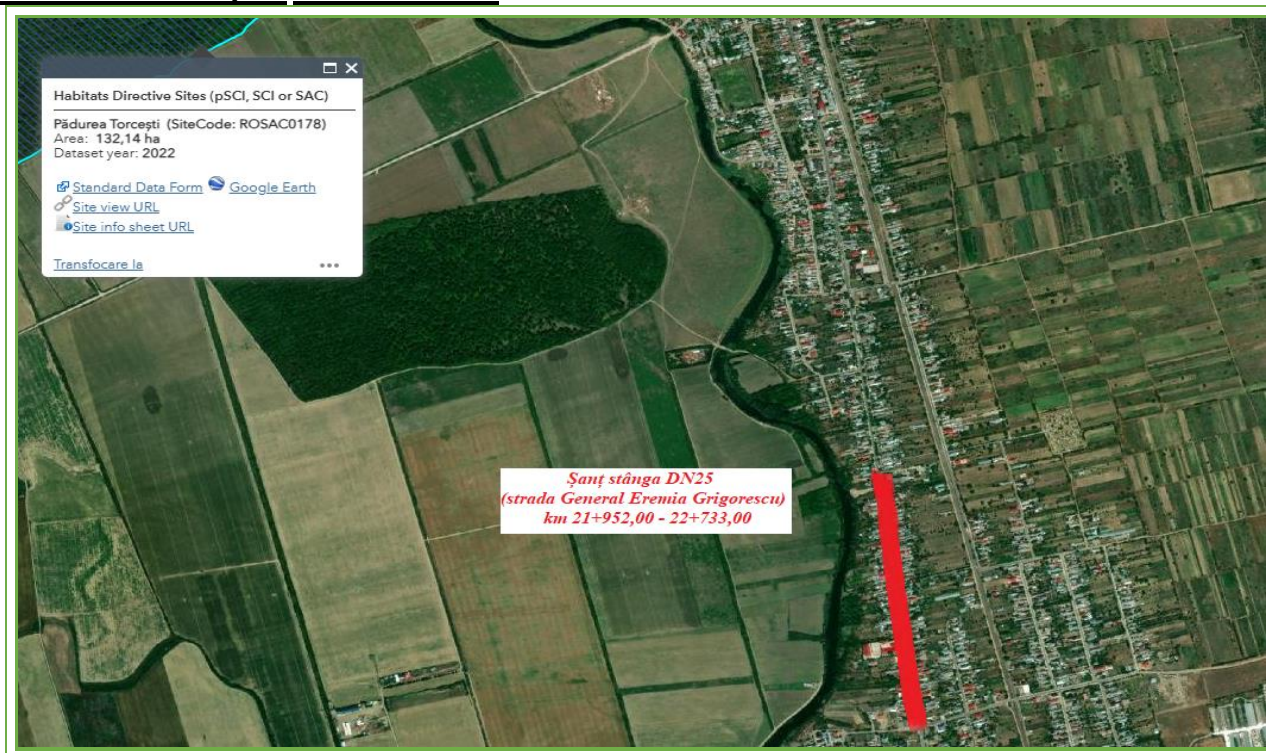 Habitats Directive Sites (pSCI, SCI or SAC)
Pădurea Torcești (SiteCode: ROSAC0178)
Area: 132,14 ha
Dataset year: 2022
Standard Data Form Google Earth
Site view URL
Site info sheet URL
Transfocare la
Șanț stânga DN25
(strada General Eremia Grigorescu)
km 21+952,00 - 22+733,00